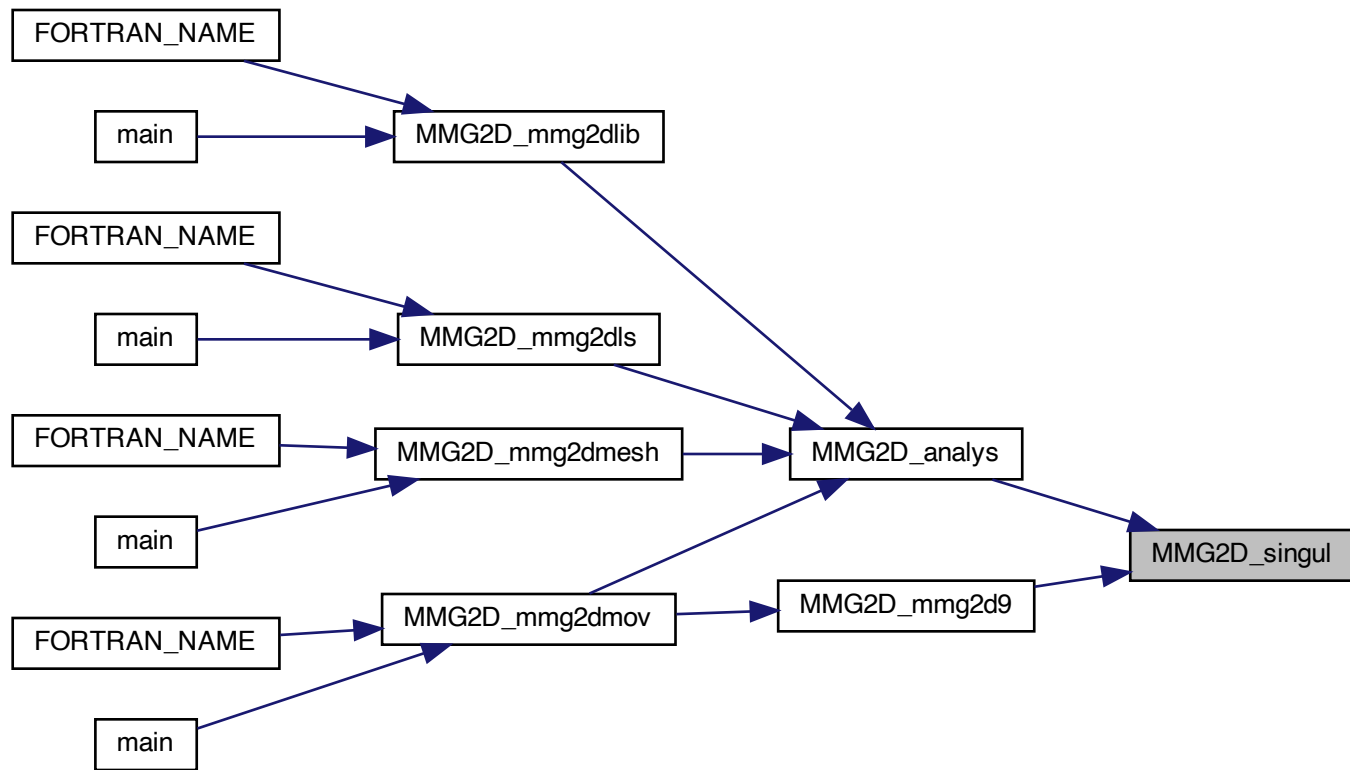 FORTRAN_NAME
main
MMG2D_mmg2dlib
FORTRAN_NAME
main
MMG2D_mmg2dls
FORTRAN_NAME
main
MMG2D_mmg2dmesh
MMG2D_analys
MMG2D_singul
FORTRAN_NAME
main
MMG2D_mmg2dmov
MMG2D_mmg2d9